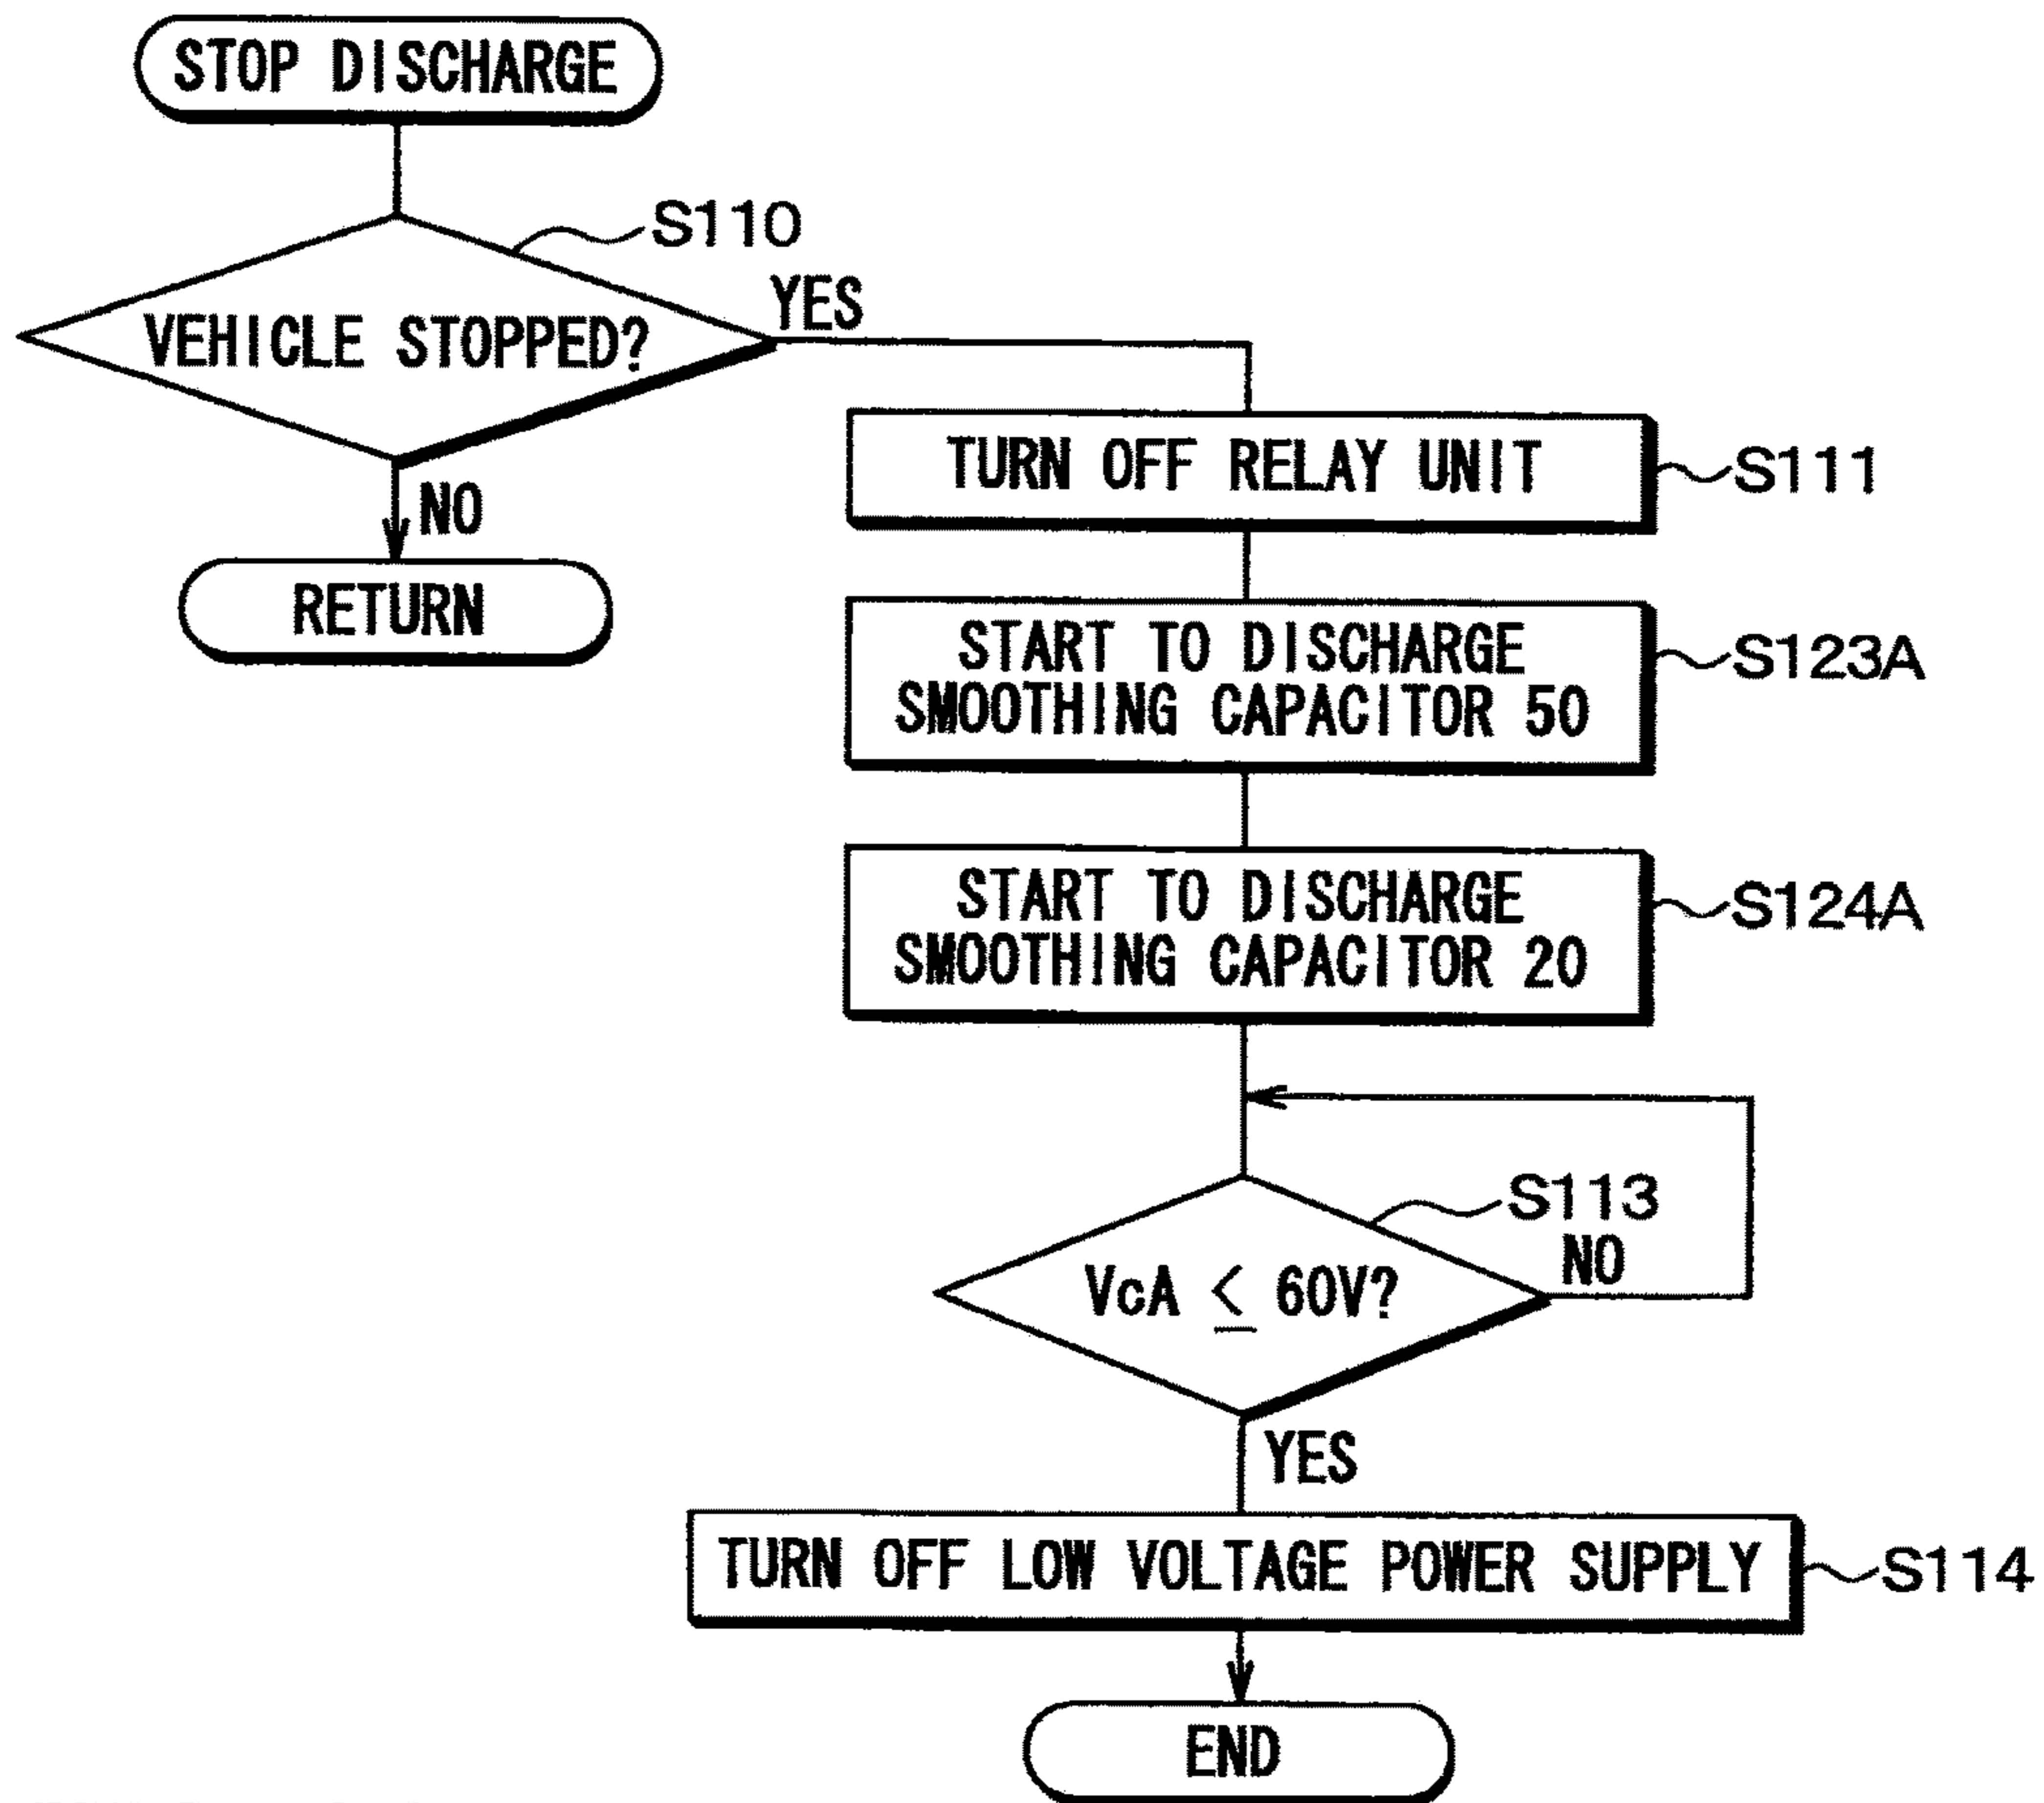 STOP DISCHARGE
S110
VEHICLE STOPPED?
YES
NO
RETURN
TURN OFF RELAY UNIT
S111
START TO DISCHARGE
SMOOTHING CAPACITOR 50
S123A
START TO DISCHARGE
SMOOTHING CAPACITOR 20
S124A
S113
VcA ≤ 60V?
NO
YES
TURN OFF LOW VOLTAGE POWER SUPPLY
S114
END